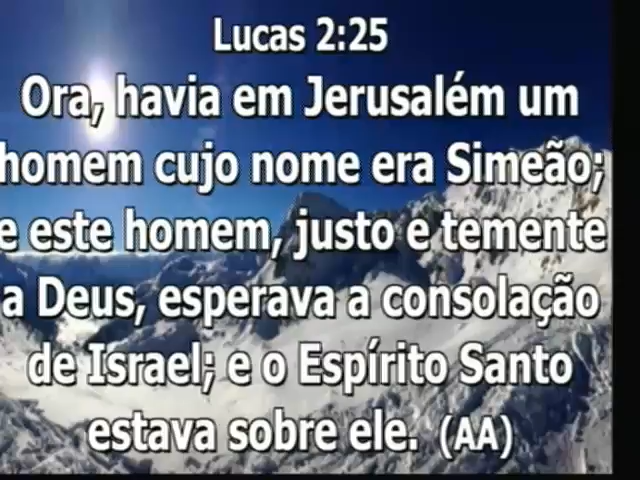 Lucas 2:25
Ora, havia em Jerusalém um
homem cujo nome era Simeão;
e este homem, justo e temente
a Deus, esperava a consolação
de Israel; e o Espírito Santo
estava sobre ele. (AA)